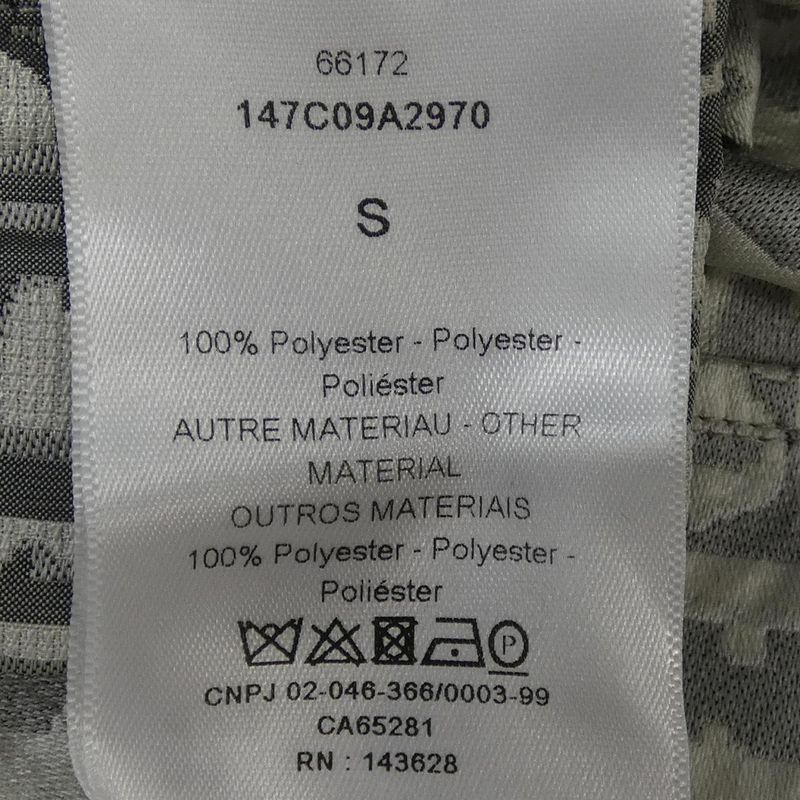 66172
147C09A2970
S
100% Polyester - Polyester -
Poliéster
AUTRE MATERIAU - OTHER
MATERIAL
OUTROS MATERIAIS
100% Polyester - Polyester -
Poliéster
P
CNPJ 02-046-366/0003-99
CA65281
RN : 143628